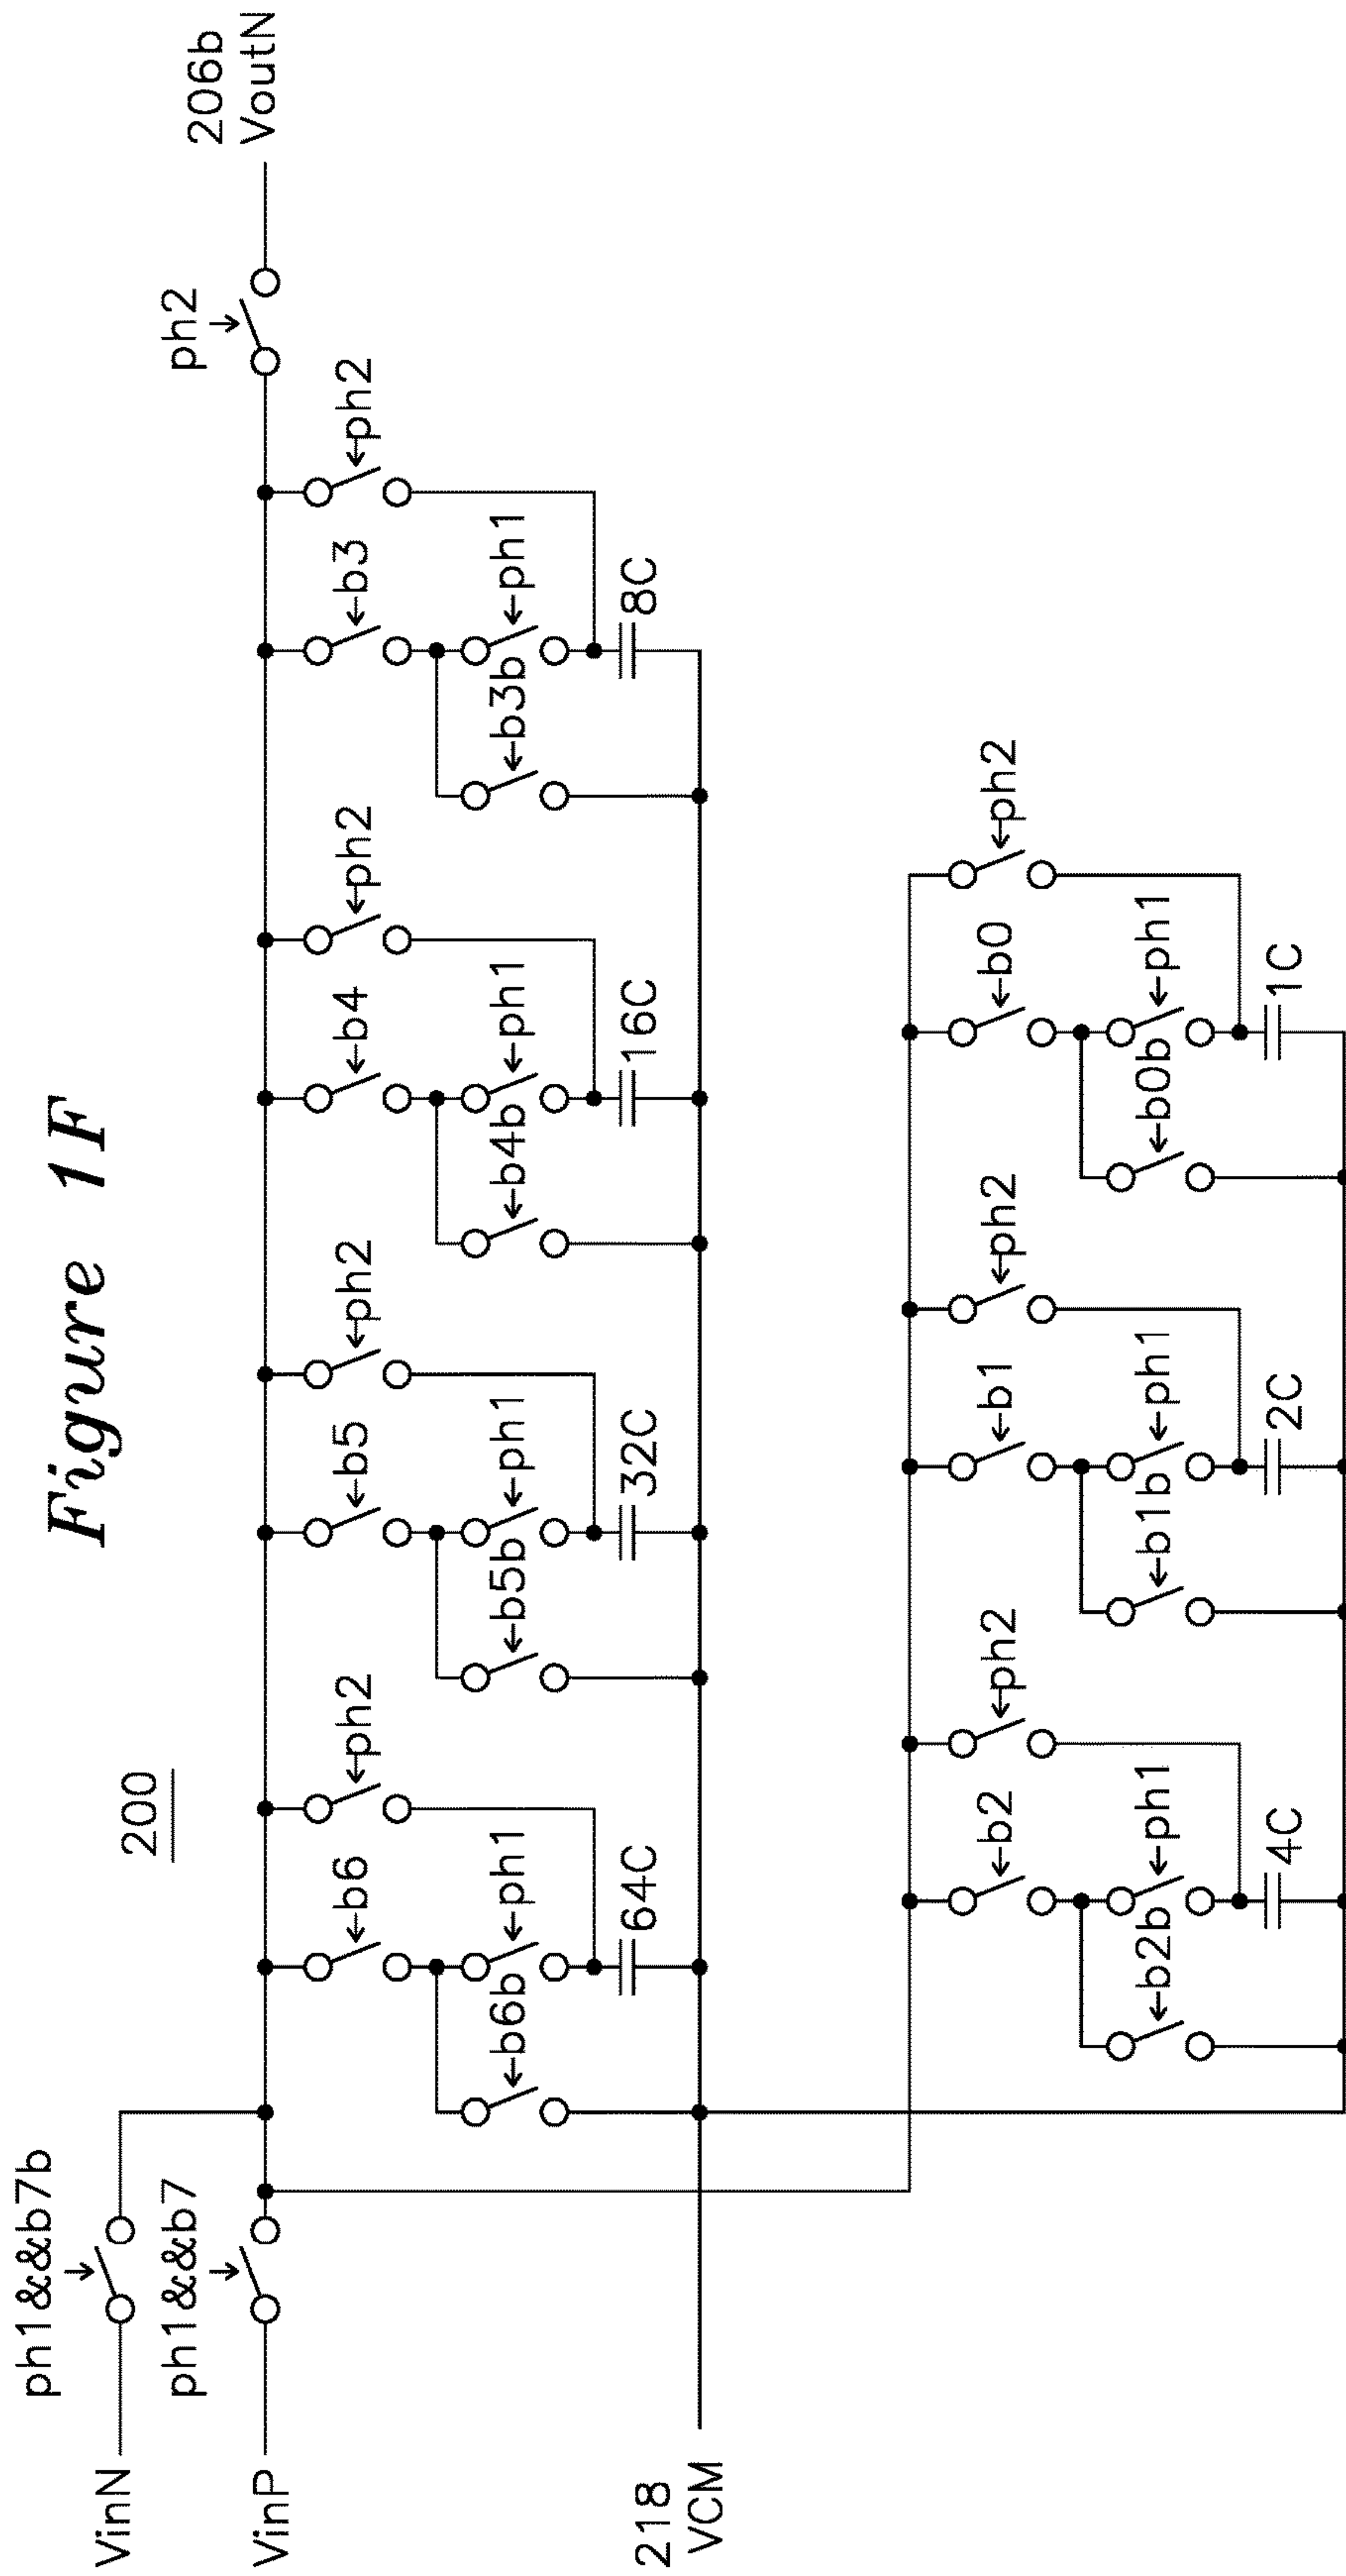 Figure 1F
200
ph1&&b7b
VinN
ph1&&b7
VinP
ph2
206b
VoutN
b6
ph2
b5
ph2
b4
ph2
b3
ph2
b6b
ph1
b5b
ph1
b4b
ph1
b3b
ph1
64C
32C
16C
8C
218
VCM
b2
ph2
b1
ph2
b0
ph2
b2b
ph1
b1b
ph1
b0b
ph1
4C
2C
1C